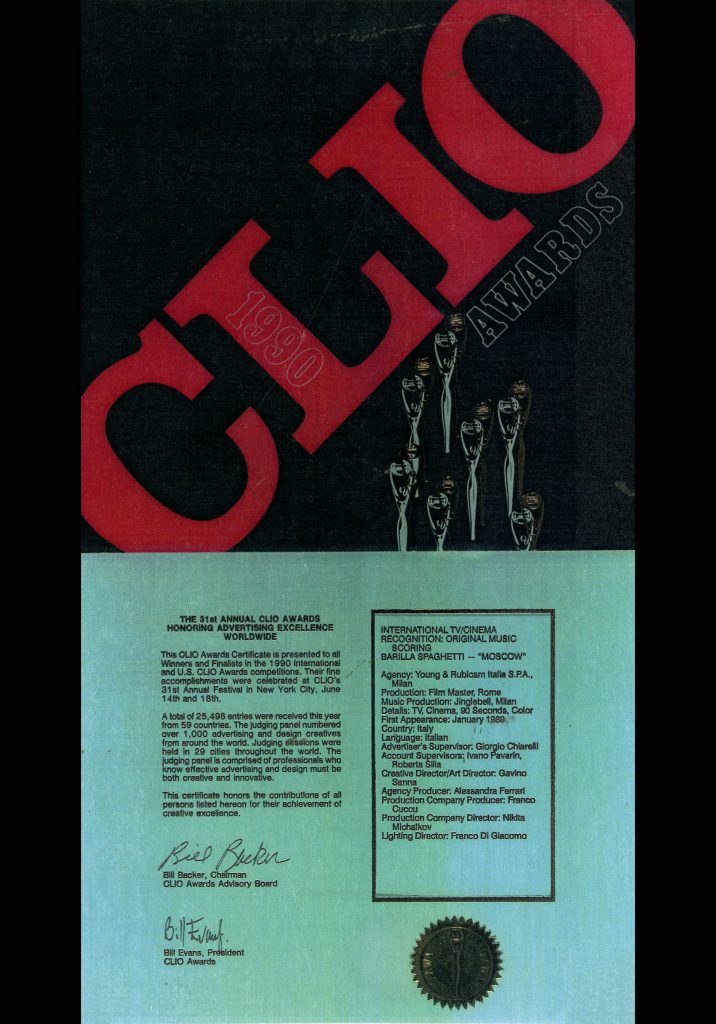 CLIO
1990
AWARDS
THE 31st ANNUAL CLIO AWARDS
HONORING ADVERTISING EXCELLENCE
WORLDWIDE
This CLIO Awards Certificate is presented to all
Winners and Finalists in the 1990 International
and U.S. CLIO Awards competitions. Their fine
accomplishments were celebrated at CLIO's
31st Annual Festival in New York City, June
14th and 18th.
A total of 25,498 entries were received this year
from 59 countries. The judging panel numbered
over 1,000 advertising and design creatives
from around the world. Judging sessions were
held in 29 cities throughout the world. The
judging panel is comprised of professionals who
know effective advertising and design must be
both creative and innovative.
This certificate honors the contributions of all
persons listed hereon for their achievement of
creative excellence.
Bill Backer
Bill Backer, Chairman
CLIO Awards Advisory Board
Bill Evans
Bill Evans, President
CLIO Awards
INTERNATIONAL TV/CINEMA
RECOGNITION: ORIGINAL MUSIC
SCORING
BARILLA SPAGHETTI -- "MOSCOW"
Agency: Young & Rubicam Italia S.P.A.,
Milan
Production: Film Master, Rome
Music Production: Jinglebell, Milan
Details: TV, Cinema, 90 Seconds, Color
First Appearance: January 1989
Country: Italy
Language: Italian
Advertiser's Supervisor: Giorgio Chiarelli
Account Supervisors: Ivano Pavarin,
Roberta Silla
Creative Director/Art Director: Gavino
Sanna
Agency Producer: Alessandra Ferrari
Production Company Producer: Franco
Cuccu
Production Company Director: Nikita
Michalkov
Lighting Director: Franco Di Giacomo